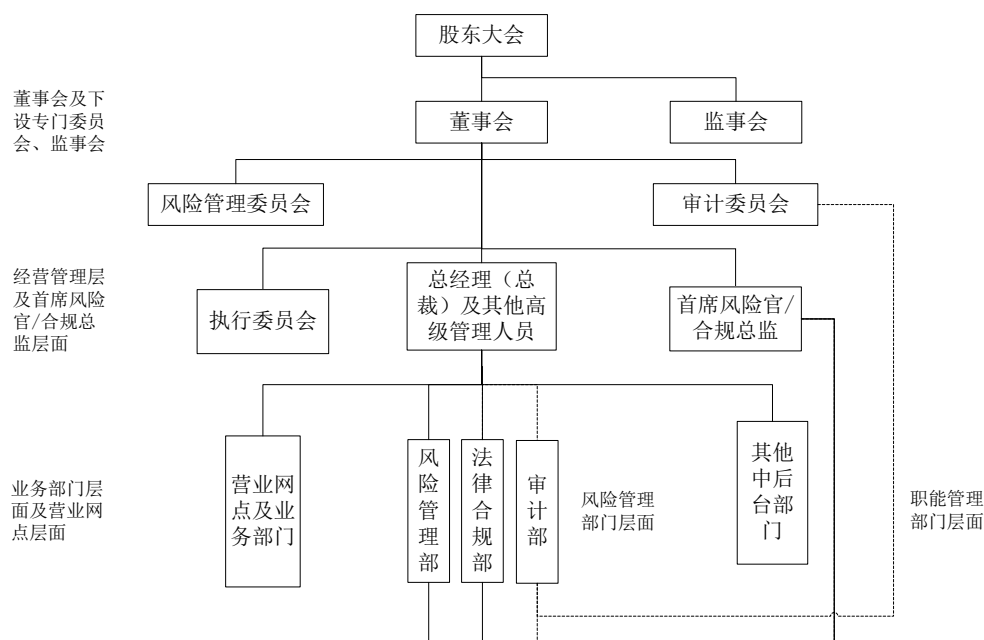 股东大会
董事会及下
设专门委员
会、监事会
董事会
监事会
风险管理委员会
审计委员会
经营管理层
及首席风险
官/合规总
监层面
执行委员会
总经理（总
裁）及其他高
级管理人员
首席风险官/
合规总监
业务部门层
面及营业网
点层面
营业网
点及业
务部门
风险管理部
法律合规部
审计部
风险管理
部门层面
其他
中后
台部
门
职能管理
部门层面